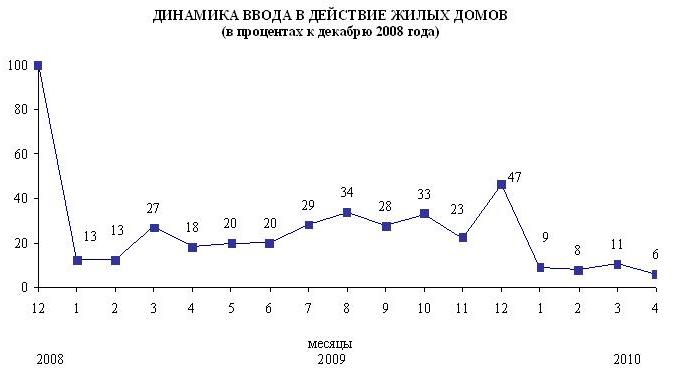 ДИНАМИКА ВВОДА В ДЕЙСТВИЕ ЖИЛЫХ ДОМОВ
(в процентах к декабрю 2008 года)
100
80
60
40
20
0
13 13 27 18 20 20 29 34 28 33 23 47 9 8 11 6
12 1 2 3 4 5 6 7 8 9 10 11 12 1 2 3 4
месяцы
2008 2009 2010